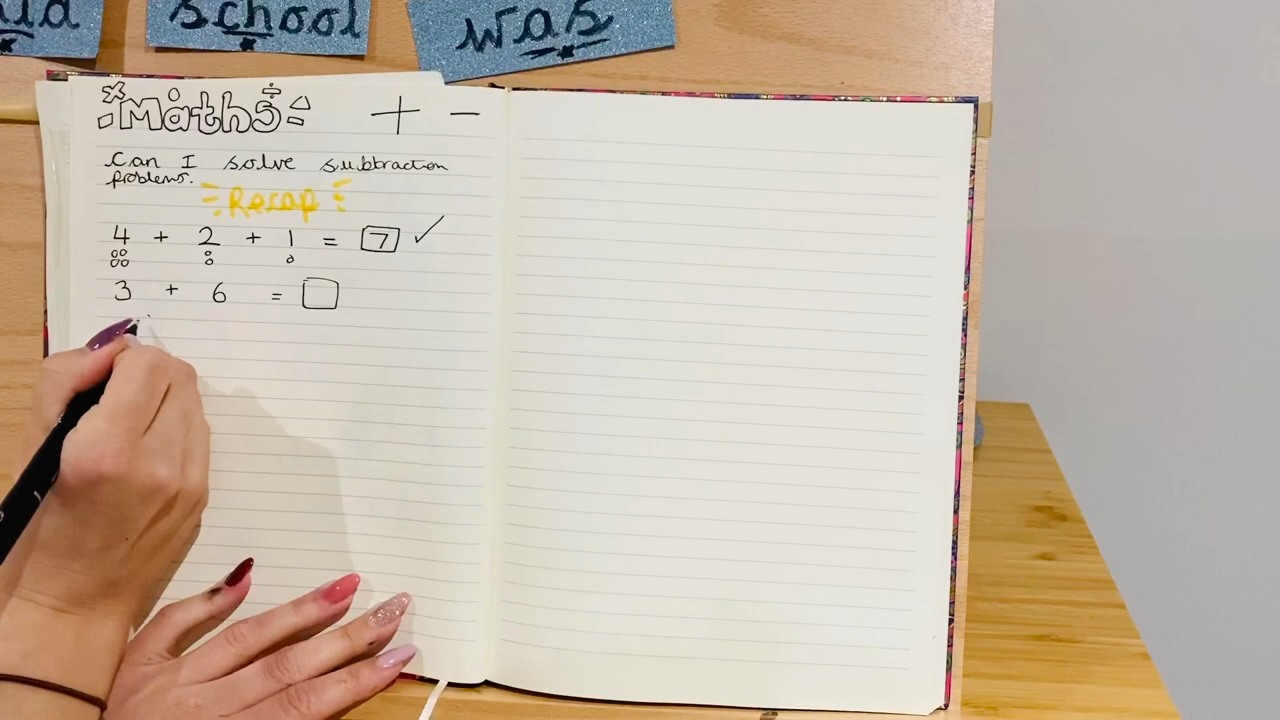 school
was
Maths + -
Can I solve subtraction
problems.
Recap
4 + 2 + 1 = 7 ✓
3 + 6 =